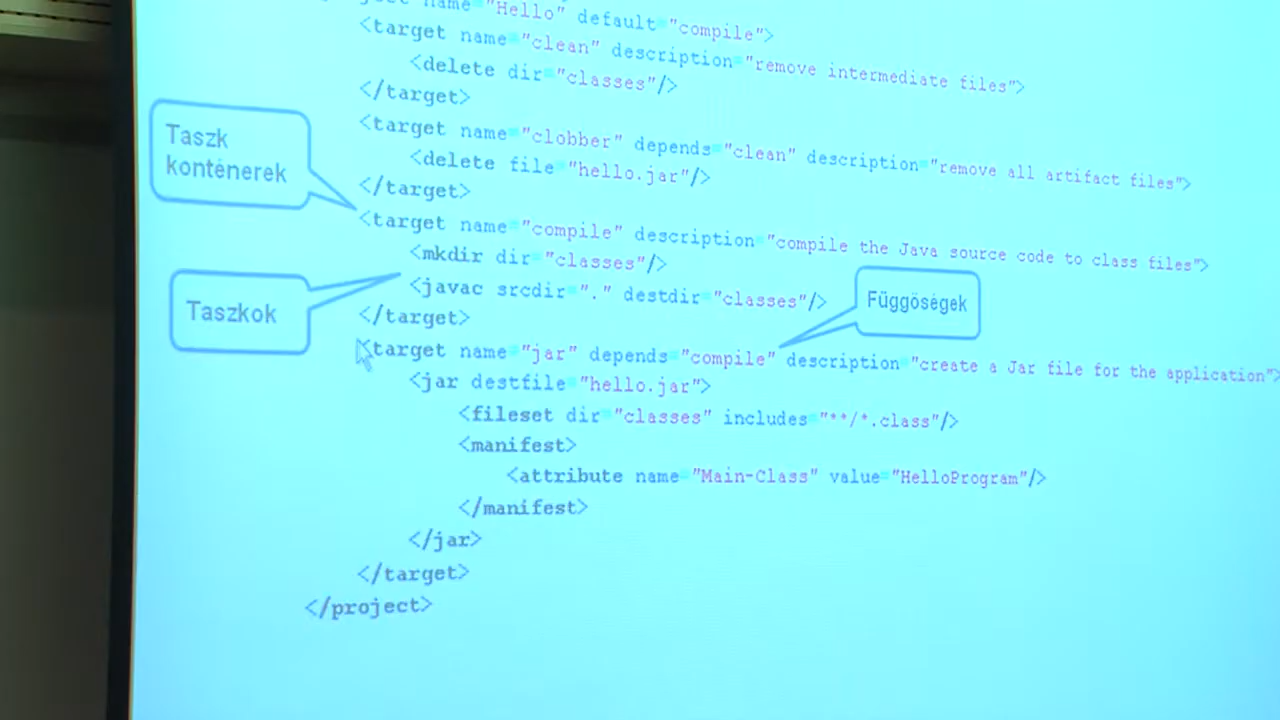 name="Hello" default="compile">
<target name="clean" description="remove intermediate files">
<delete dir="classes"/>
</target>
<target name="clobber" depends="clean" description="remove all artifact files">
<delete file="hello.jar"/>
</target>
Taszk
konténerek
<target name="compile" description="compile the Java source code to class files">
<mkdir dir="classes"/>
<javac srcdir="." destdir="classes"/>
</target>
Taszkok
Függőségek
<target name="jar" depends="compile" description="create a Jar file for the application">
<jar destfile="hello.jar">
<fileset dir="classes" includes="**/*.class"/>
<manifest>
<attribute name="Main-Class" value="HelloProgram"/>
</manifest>
</jar>
</target>
</project>